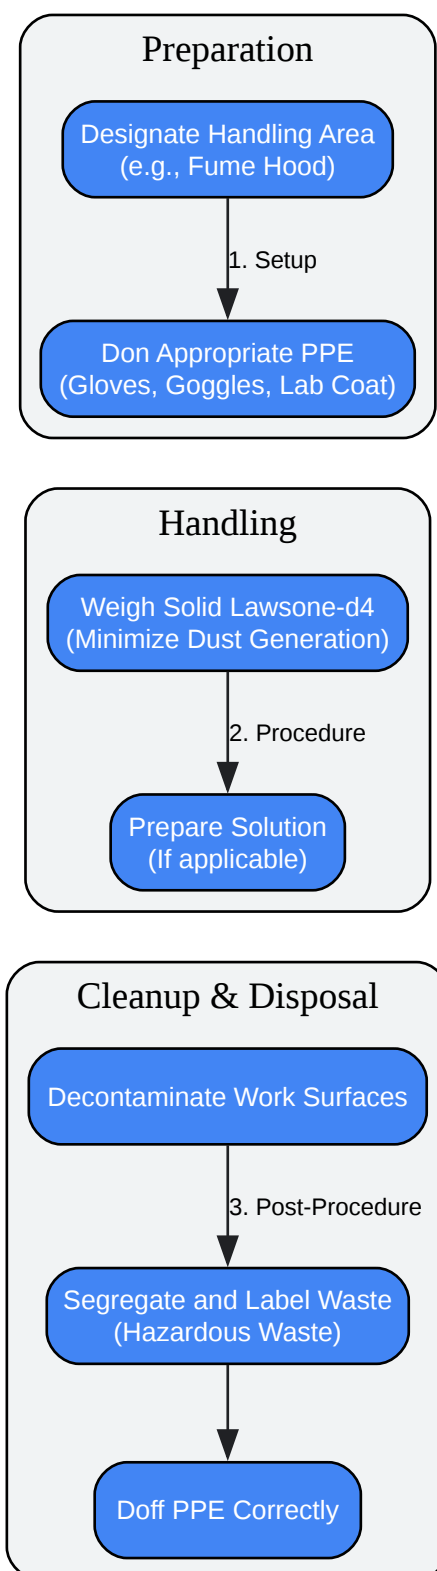 Preparation
Designate Handling Area
(e.g., Fume Hood)
1. Setup
Don Appropriate PPE
(Gloves, Goggles, Lab Coat)
Handling
Weigh Solid Lawsone-d4
(Minimize Dust Generation)
2. Procedure
Prepare Solution
(If applicable)
Cleanup & Disposal
Decontaminate Work Surfaces
3. Post-Procedure
Segregate and Label Waste
(Hazardous Waste)
Doff PPE Correctly